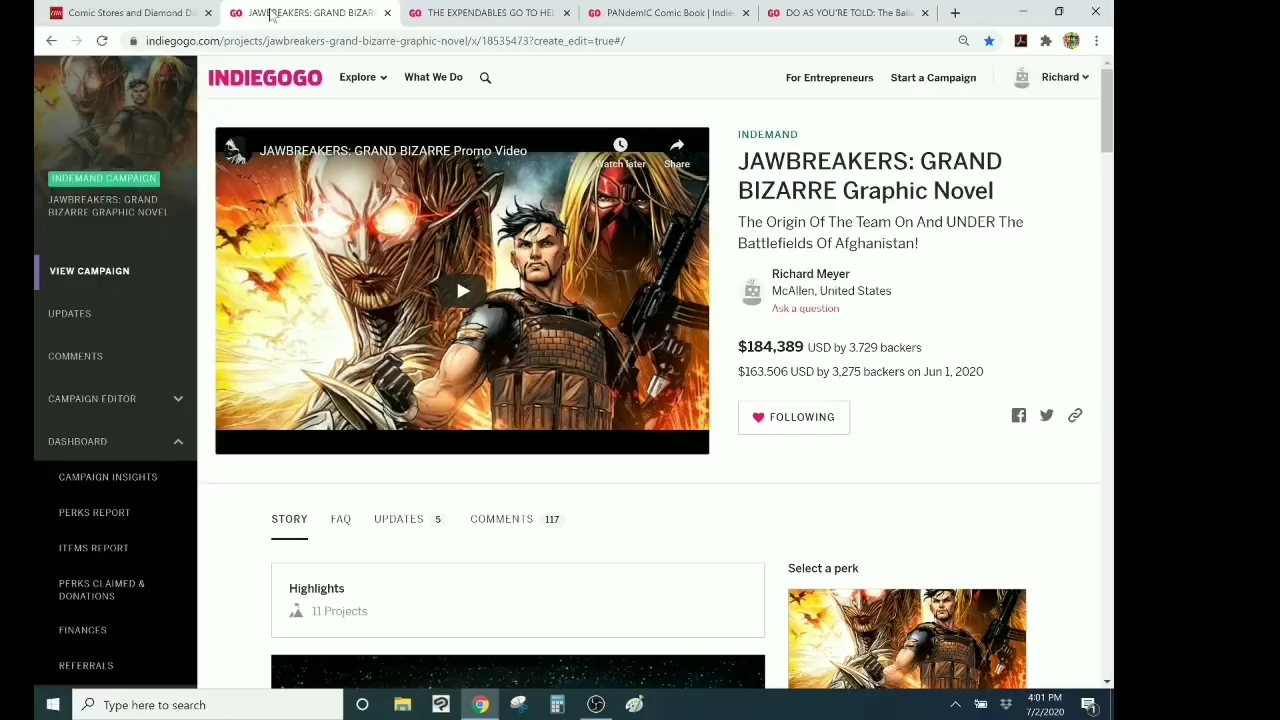 Comic Stores and Diamond Di
JAWBREAKERS: GRAND BIZAR
THE EXPENDABLES GO TO HEL
PANdemIC Comic Book | Indie
DO AS YOU'RE TOLD: The Balle
indiegogo.com/projects/jawbreakers-grand-bizarre-graphic-novel/x/18535473?create_edit=true#/
INDIEGOGO
Explore
What We Do
For Entrepreneurs
Start a Campaign
Richard
INDEMAND CAMPAIGN
JAWBREAKERS: GRAND
BIZARRE GRAPHIC NOVEL
VIEW CAMPAIGN
UPDATES
COMMENTS
CAMPAIGN EDITOR
DASHBOARD
CAMPAIGN INSIGHTS
PERKS REPORT
ITEMS REPORT
PERKS CLAIMED &
DONATIONS
FINANCES
REFERRALS
JAWBREAKERS: GRAND BIZARRE Promo Video
Watch later
Share
INDEMAND
JAWBREAKERS: GRAND
BIZARRE Graphic Novel
The Origin Of The Team On And UNDER The
Battlefields Of Afghanistan!
Richard Meyer
McAllen, United States
Ask a question
$184,389 USD by 3,729 backers
$163,506 USD by 3,275 backers on Jun 1, 2020
FOLLOWING
STORY
FAQ
UPDATES 5
COMMENTS 117
Highlights
11 Projects
Select a perk
Type here to search
4:01 PM
7/2/2020
1